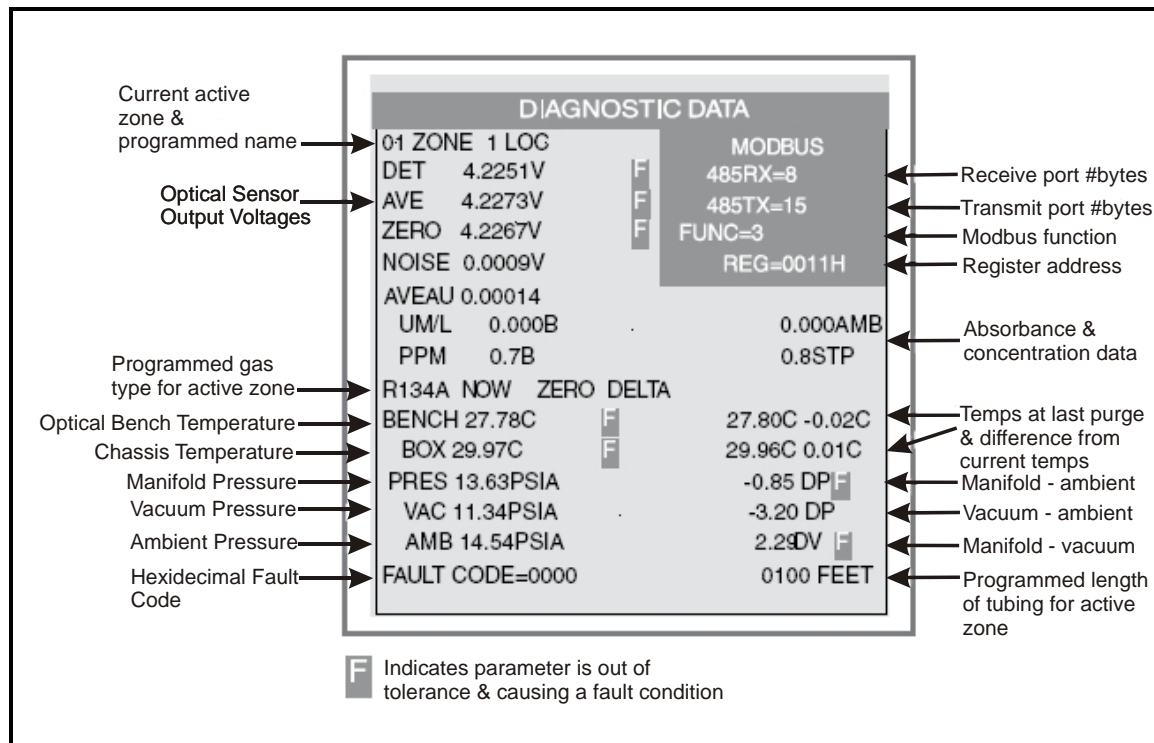 DIAGNOSTIC DATA
Current active
zone &
programmed name
01 ZONE 1 LOC
MODBUS
DET 4.2251V F
485RX=8
Receive port #bytes
Optical Sensor
Output Voltages
AVE 4.2273V F
485TX=15
Transmit port #bytes
ZERO 4.2267V F
FUNC=3
Modbus function
NOISE 0.0009V
REG=0011H
Register address
AVEAU 0.00014
UM/L 0.000B 0.000AMB
PPM 0.7B 0.8STP
Absorbance &
concentration data
Programmed gas
type for active zone
R134A NOW ZERO DELTA
Optical Bench Temperature
BENCH 27.78C F 27.80C -0.02C
Chassis Temperature
BOX 29.97C F 29.96C 0.01C
Temps at last purge
& difference from
current temps
Manifold Pressure
PRES 13.63PSIA -0.85 DP F
Manifold - ambient
Vacuum Pressure
VAC 11.34PSIA -3.20 DP
Vacuum - ambient
Ambient Pressure
AMB 14.54PSIA 2.29DV F
Manifold - vacuum
Hexidecimal Fault
Code
FAULT CODE=0000 0100 FEET
Programmed length
of tubing for active
zone
F Indicates parameter is out of
tolerance & causing a fault condition